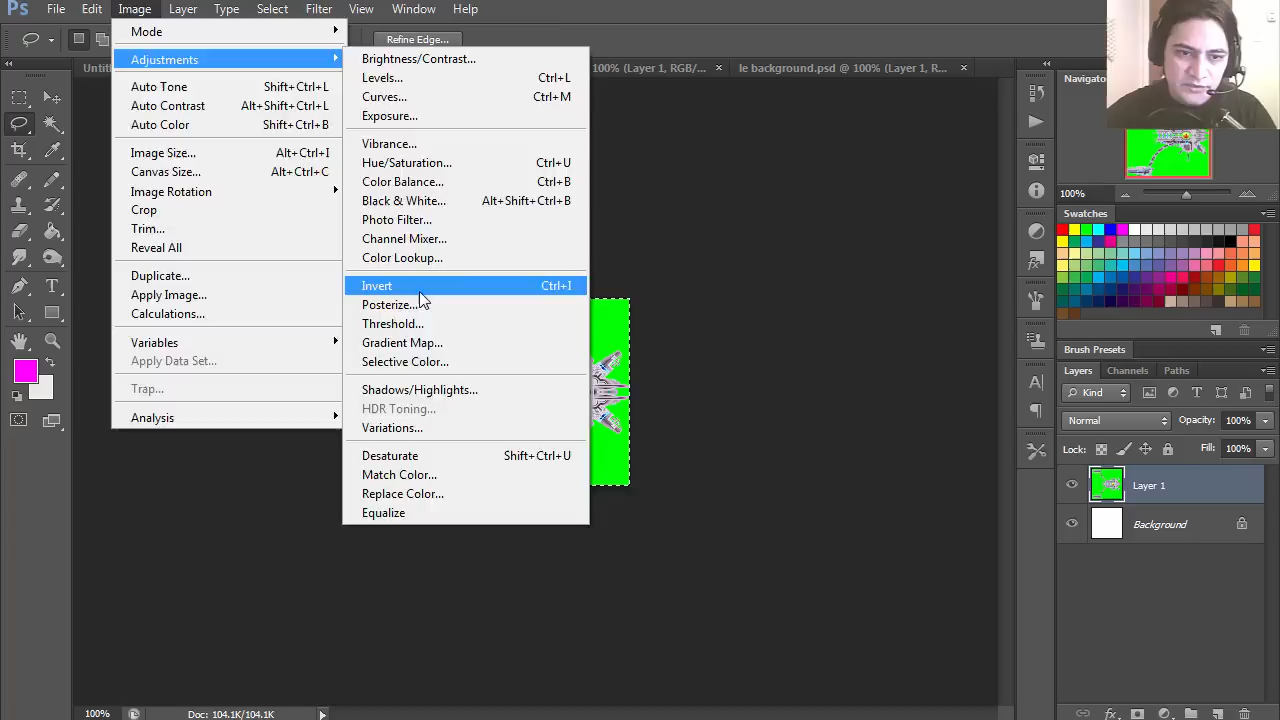 Ps File Edit Image Layer Type Select Filter View Window Help
Mode
Refine Edge...
Adjustments
Brightness/Contrast...
100% (Layer 1, RGB/...
le background.psd @ 100% (Layer 1, R...
Levels... Ctrl+L
Auto Tone Shift+Ctrl+L
Curves... Ctrl+M
Auto Contrast Alt+Shift+Ctrl+L
Exposure...
Auto Color Shift+Ctrl+B
Vibrance...
Image Size... Alt+Ctrl+I
Hue/Saturation... Ctrl+U
Canvas Size... Alt+Ctrl+C
Color Balance... Ctrl+B
Image Rotation
Black & White... Alt+Shift+Ctrl+B
100%
Crop
Photo Filter...
Swatches
Trim...
Channel Mixer...
Reveal All
Color Lookup...
Duplicate...
Invert Ctrl+I
Apply Image...
Posterize...
Calculations...
Threshold...
Variables
Gradient Map...
Brush Presets
Apply Data Set...
Selective Color...
Layers Channels Paths
Trap...
Shadows/Highlights...
Kind
HDR Toning...
Analysis
Variations...
Normal Opacity: 100%
Lock: Fill: 100%
Desaturate Shift+Ctrl+U
Match Color...
Layer 1
Replace Color...
Equalize
Background
100% Doc: 104.1K/104.1K